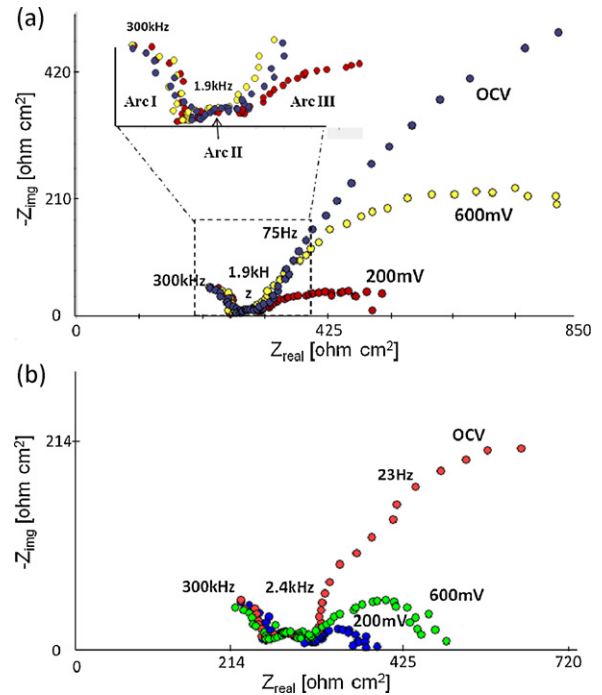 (a)
300kHz
1.9kHz
Arc I
Arc III
Arc II
420
OCV
210
75Hz
600mV
300kHz
1.9kH
z
200mV
0
0
425
850
-Zimg [ohm cm²]
Zreal [ohm cm²]
(b)
214
OCV
23Hz
300kHz
2.4kHz
600mV
200mV
0
0
214
425
720
-Zimg [ohm cm²]
Zreal [ohm cm²]